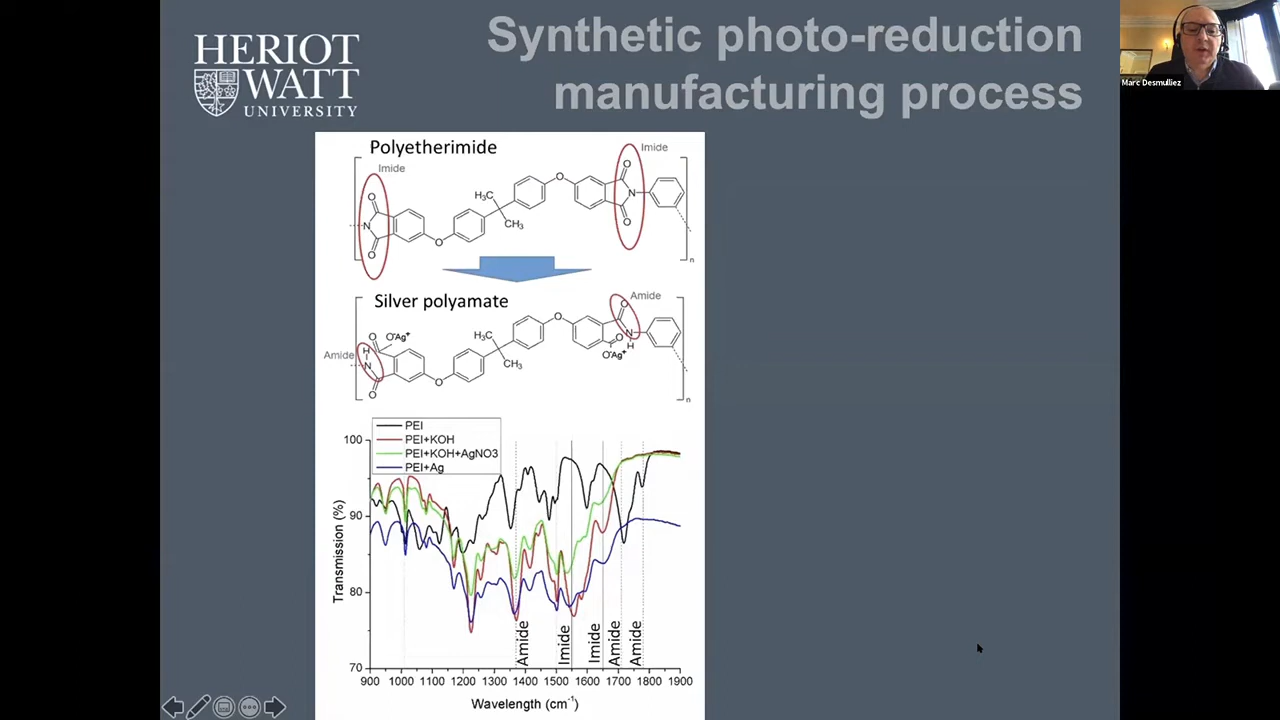 HERIOT
WATT
UNIVERSITY
Synthetic photo-reduction
manufacturing process
Marc Desmulliez
Polyetherimide
Imide
Imide
O
O
N
O
O
H₃C
CH₃
O
N
O
n
Silver polyamate
Amide
Amide
O
O⁻Ag⁺
H
N
O
O
H₃C
CH₃
O
O
N
H
O
O⁻Ag⁺
n
PEI
PEI+KOH
PEI+KOH+AgNO3
PEI+Ag
Transmission (%)
100
90
80
70
Amide
Imide
Imide
Amide
Amide
900 1000 1100 1200 1300 1400 1500 1600 1700 1800 1900
Wavelength (cm⁻¹)